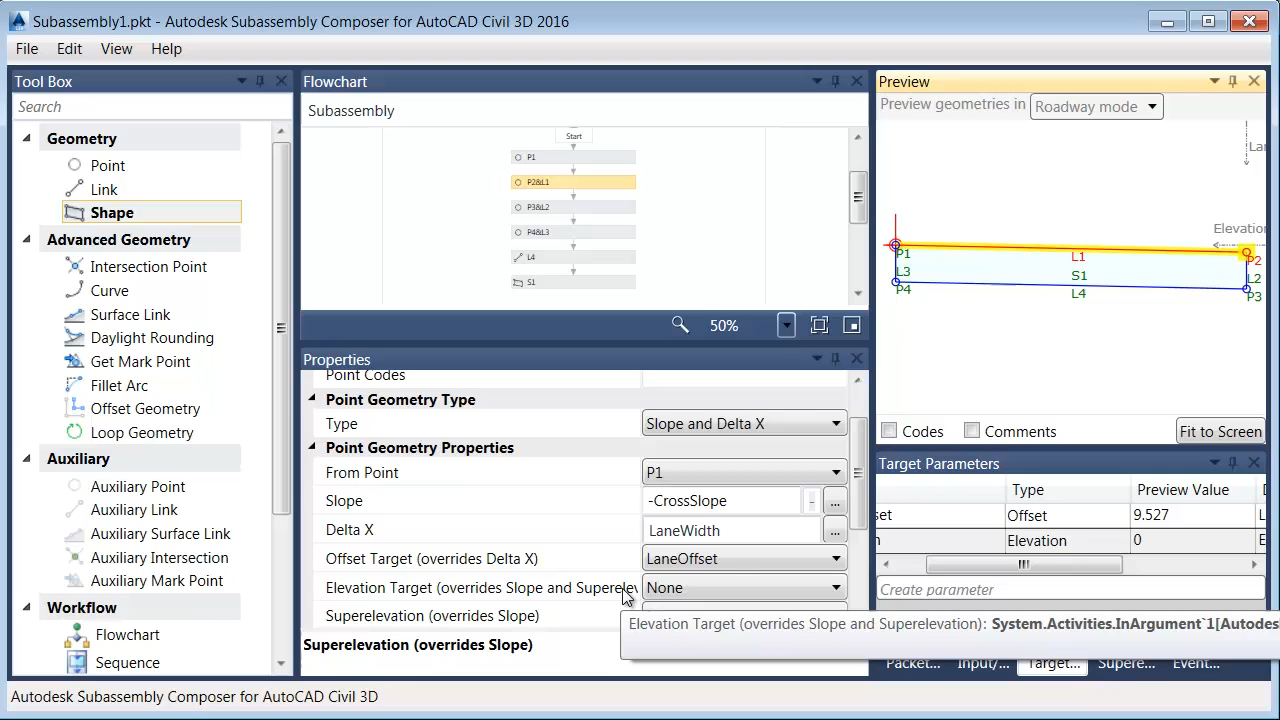 Subassembly1.pkt - Autodesk Subassembly Composer for AutoCAD Civil 3D 2016
File Edit View Help
Tool Box
Search
Geometry
Point
Link
Shape
Advanced Geometry
Intersection Point
Curve
Surface Link
Daylight Rounding
Get Mark Point
Fillet Arc
Offset Geometry
Loop Geometry
Auxiliary
Auxiliary Point
Auxiliary Link
Auxiliary Surface Link
Auxiliary Intersection
Auxiliary Mark Point
Workflow
Flowchart
Sequence
Flowchart
Subassembly
Start
P1
P2&L1
P3&L2
P4&L3
L4
S1
50%
Properties
Point Codes
Point Geometry Type
Type Slope and Delta X
Point Geometry Properties
From Point P1
Slope -CrossSlope ...
Delta X LaneWidth ...
Offset Target (overrides Delta X) LaneOffset
Elevation Target (overrides Slope and Superelev None
Superelevation (overrides Slope)
Superelevation (overrides Slope)
Elevation Target (overrides Slope and Superelevation): System.Activities.InArgument`1[Autodes
Preview
Preview geometries in Roadway mode
Lan
Elevation
P1 L1 P2
L3 S1 L2
P4 L4 P3
Codes Comments Fit to Screen
Target Parameters
Type Preview Value D
set Offset 9.527 L
n Elevation 0 E
Create parameter
Packet... Input/... Target... Supere... Event...
Autodesk Subassembly Composer for AutoCAD Civil 3D